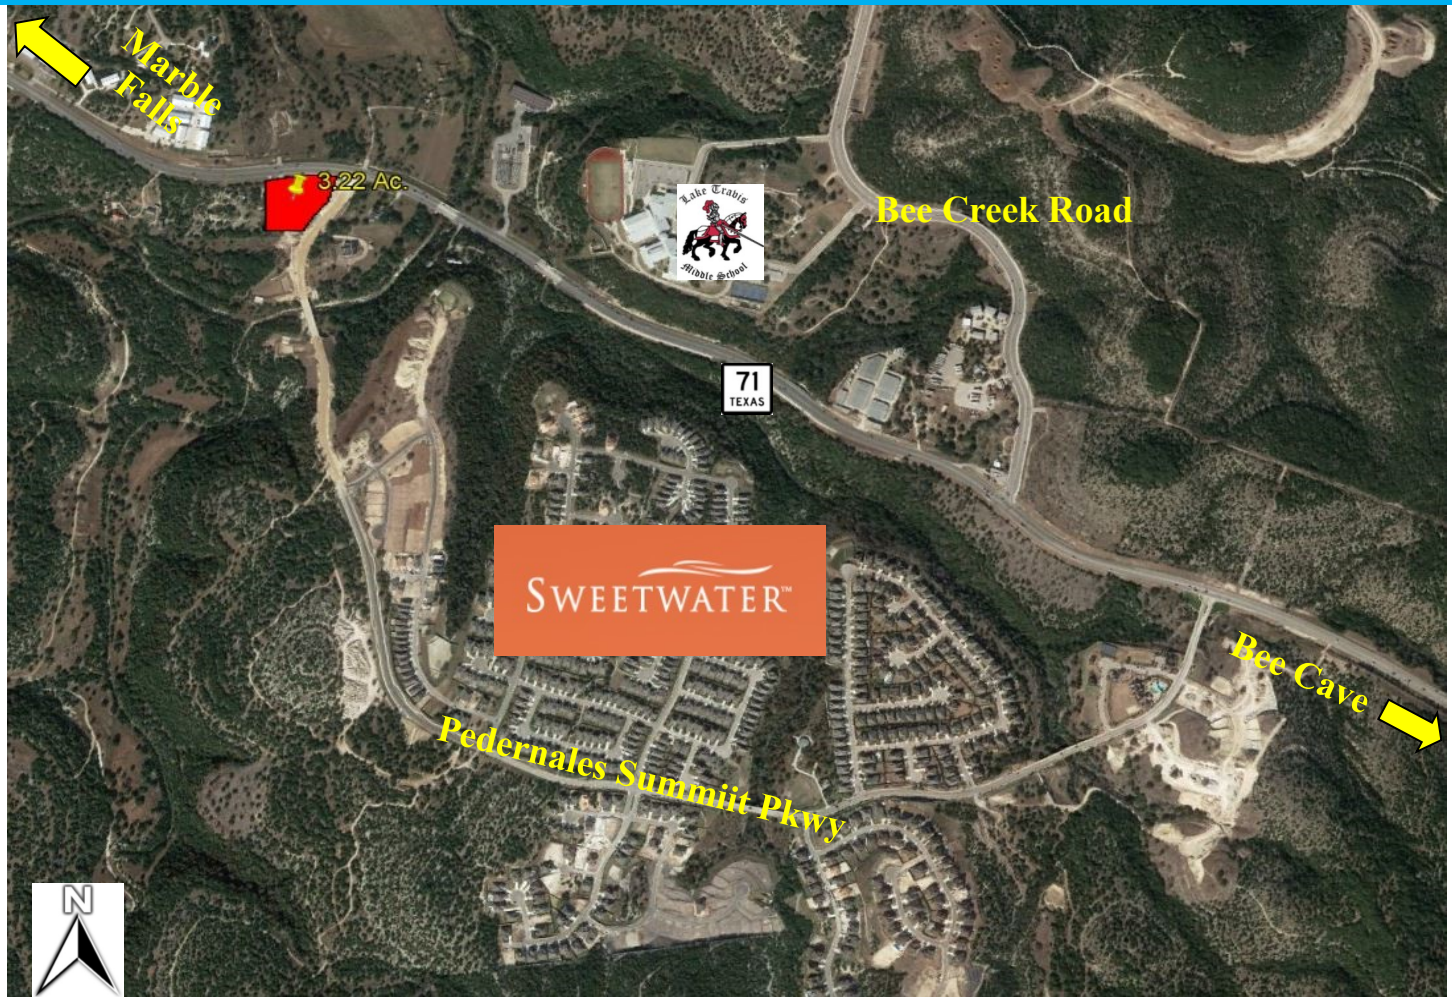 Marble
Falls
3.22 Ac.
Lake Travis
Middle School
Bee Creek Road
71
TEXAS
SWEETWATER™
Bee Cave
Pedernales Summiit Pkwy
N